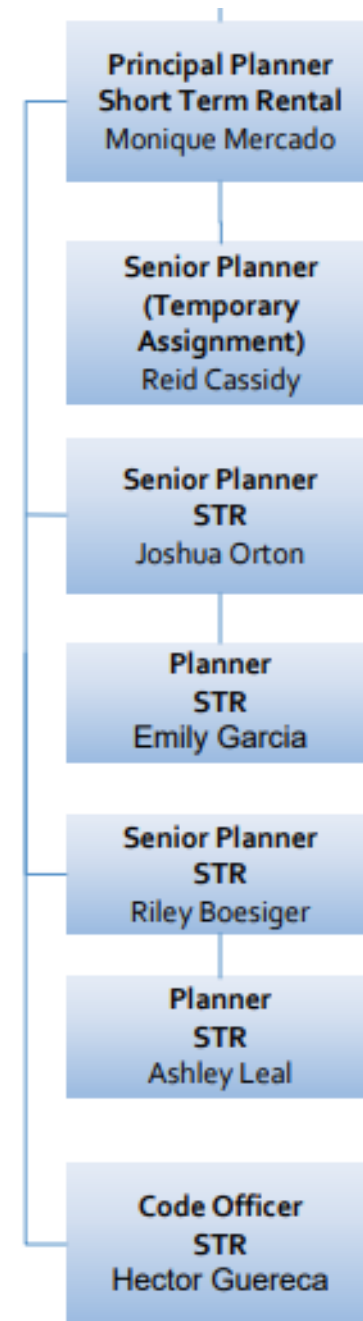 Principal Planner
Short Term Rental
Monique Mercado
Senior Planner
(Temporary
Assignment)
Reid Cassidy
Senior Planner
STR
Joshua Orton
Planner
STR
Emily Garcia
Senior Planner
STR
Riley Boesiger
Planner
STR
Ashley Leal
Code Officer
STR
Hector Guereca